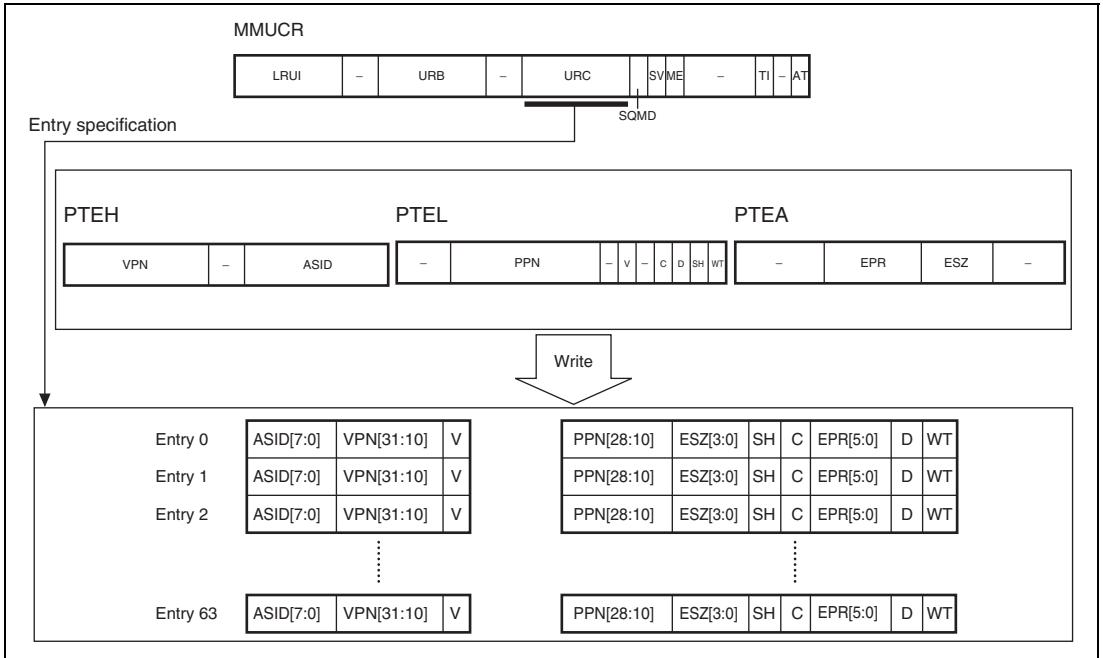 MMUCR
LRUI – URB – URC SV ME – TI – AT
SQMD
Entry specification
PTEH PTEL PTEA
VPN – ASID – PPN – V – C D SH WT – EPR ESZ –
Write
Entry 0 ASID[7:0] VPN[31:10] V PPN[28:10] ESZ[3:0] SH C EPR[5:0] D WT
Entry 1 ASID[7:0] VPN[31:10] V PPN[28:10] ESZ[3:0] SH C EPR[5:0] D WT
Entry 2 ASID[7:0] VPN[31:10] V PPN[28:10] ESZ[3:0] SH C EPR[5:0] D WT
Entry 63 ASID[7:0] VPN[31:10] V PPN[28:10] ESZ[3:0] SH C EPR[5:0] D WT